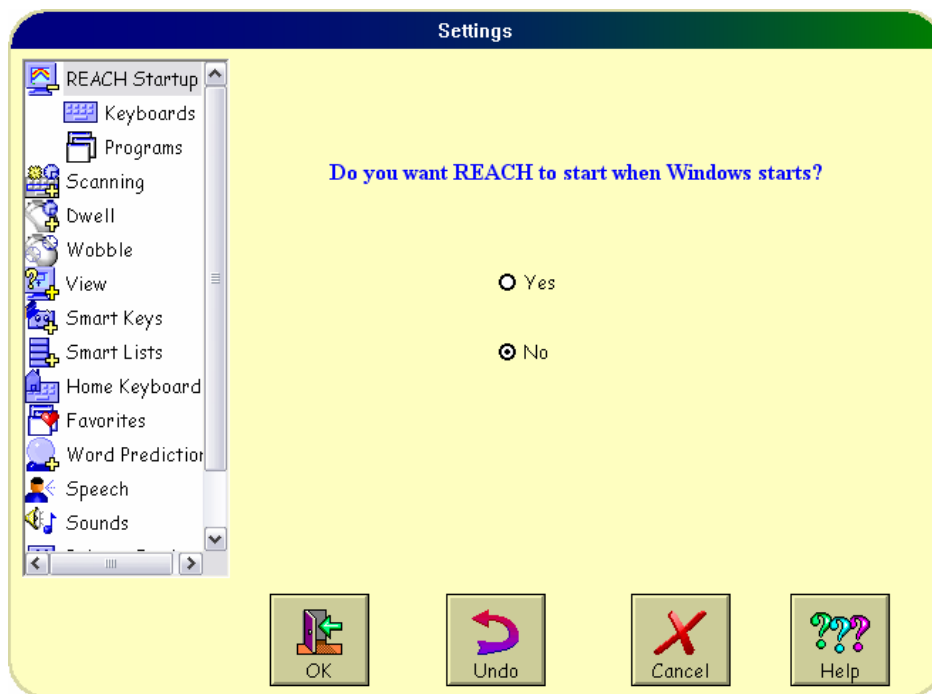 Settings
REACH Startup
Keyboards
Programs
Scanning
Dwell
Wobble
View
Smart Keys
Smart Lists
Home Keyboard
Favorites
Word Prediction
Speech
Sounds
Do you want REACH to start when Windows starts?
Yes
No
OK
Undo
Cancel
Help